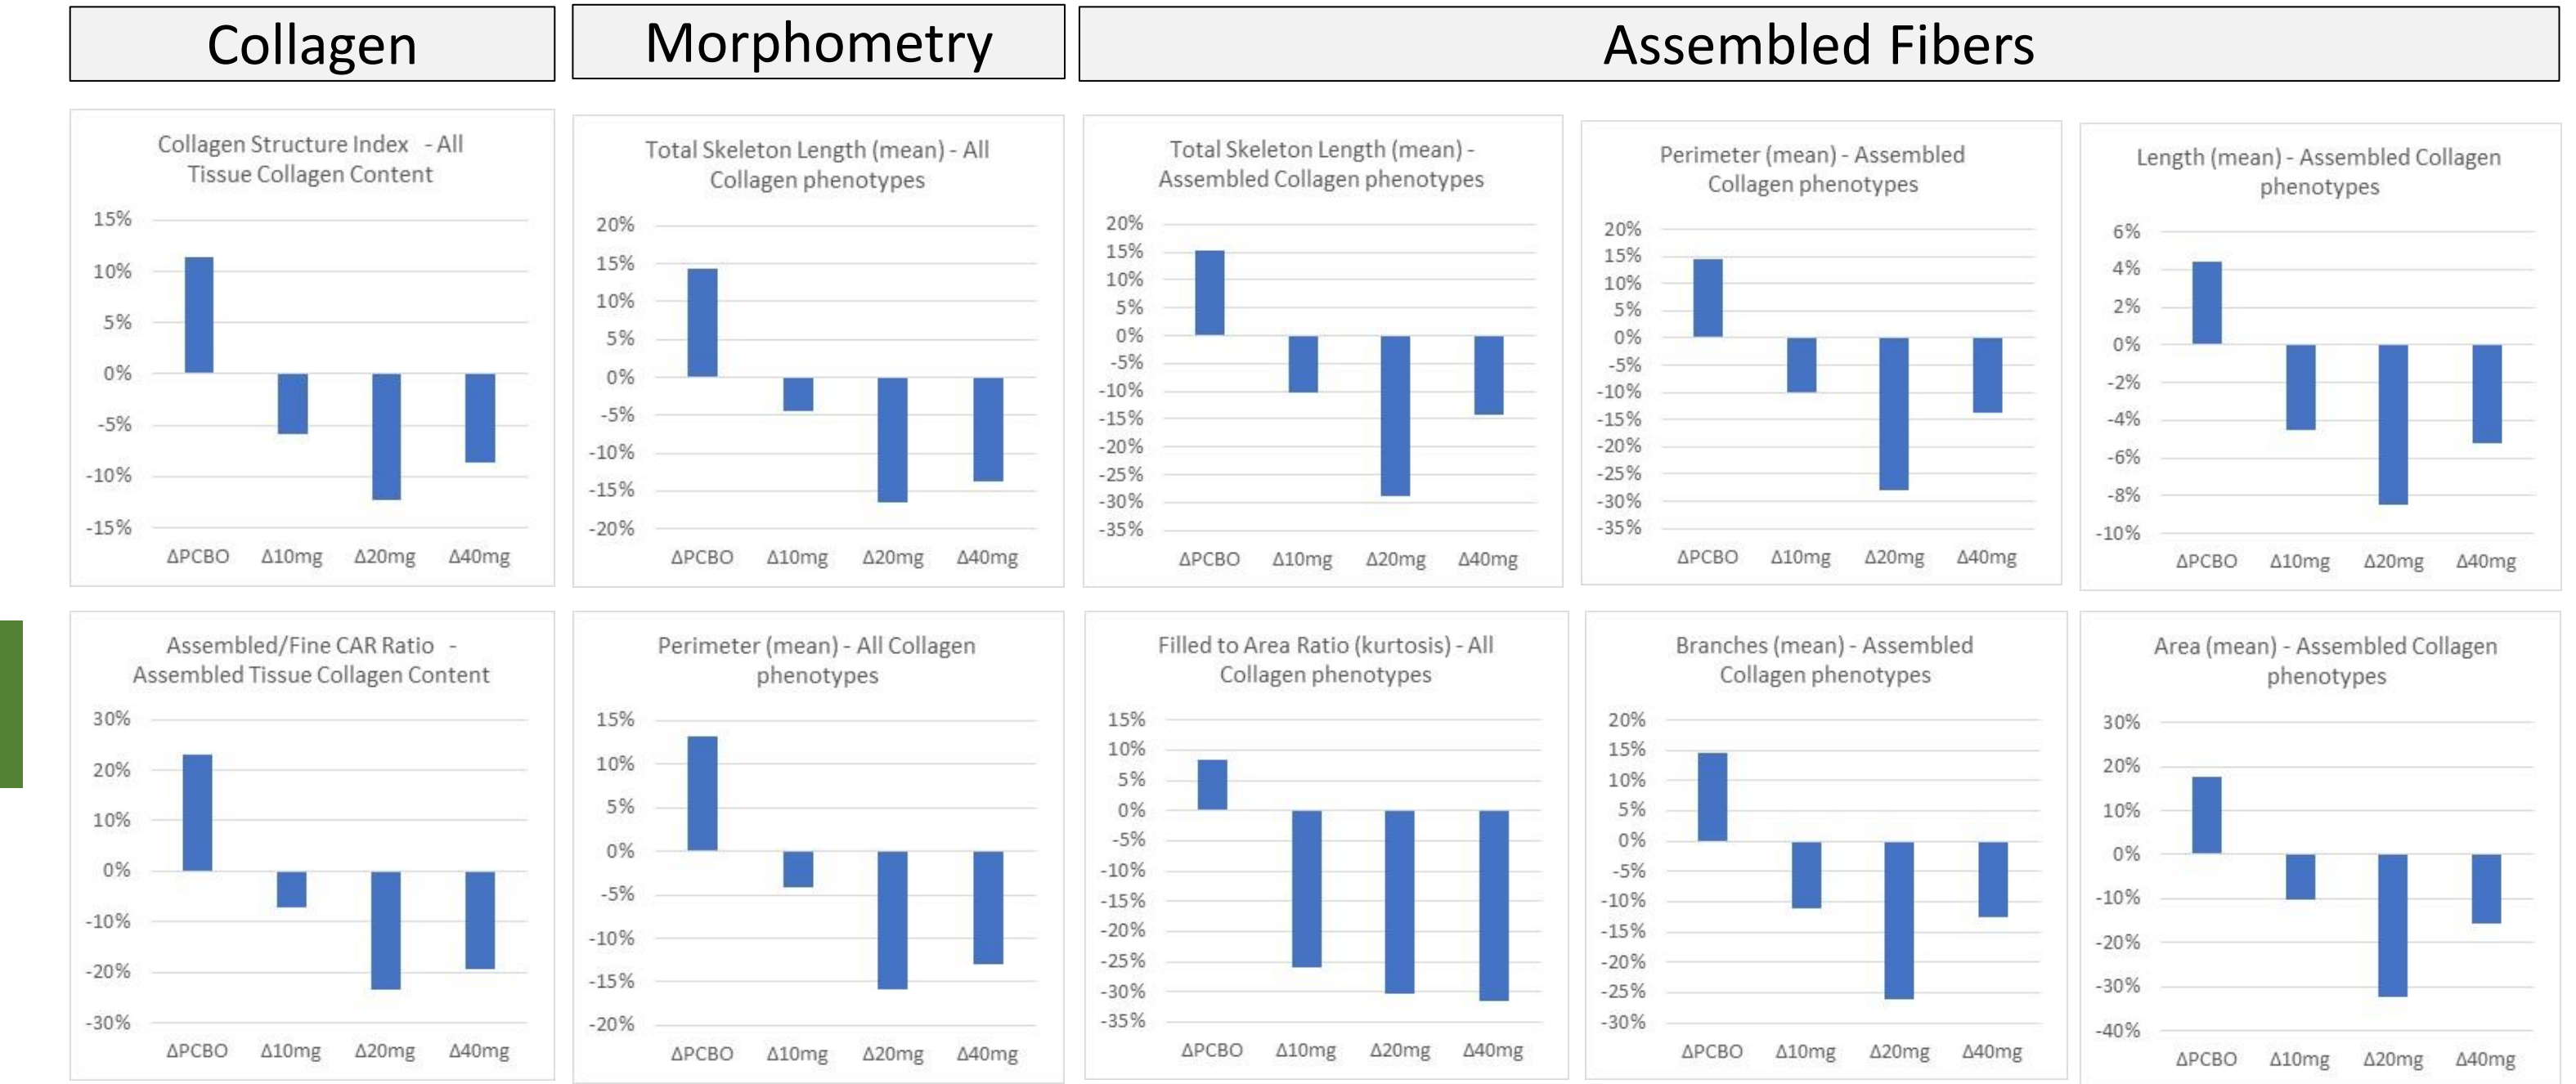 Collagen
Morphometry
Assembled Fibers
Collagen Structure Index - All
Tissue Collagen Content
15%
10%
5%
0%
-5%
-10%
-15%
ΔPCBO Δ10mg Δ20mg Δ40mg
Total Skeleton Length (mean) - All
Collagen phenotypes
20%
15%
10%
5%
0%
-5%
-10%
-15%
-20%
ΔPCBO Δ10mg Δ20mg Δ40mg
Total Skeleton Length (mean) -
Assembled Collagen phenotypes
20%
15%
10%
5%
0%
-5%
-10%
-15%
-20%
-25%
-30%
-35%
ΔPCBO Δ10mg Δ20mg Δ40mg
Perimeter (mean) - Assembled
Collagen phenotypes
20%
15%
10%
5%
0%
-5%
-10%
-15%
-20%
-25%
-30%
-35%
ΔPCBO Δ10mg Δ20mg Δ40mg
Length (mean) - Assembled Collagen
phenotypes
6%
4%
2%
0%
-2%
-4%
-6%
-8%
-10%
ΔPCBO Δ10mg Δ20mg Δ40mg
Assembled/Fine CAR Ratio -
Assembled Tissue Collagen Content
30%
20%
10%
0%
-10%
-20%
-30%
ΔPCBO Δ10mg Δ20mg Δ40mg
Perimeter (mean) - All Collagen
phenotypes
15%
10%
5%
0%
-5%
-10%
-15%
-20%
ΔPCBO Δ10mg Δ20mg Δ40mg
Filled to Area Ratio (kurtosis) - All
Collagen phenotypes
15%
10%
5%
0%
-5%
-10%
-15%
-20%
-25%
-30%
-35%
ΔPCBO Δ10mg Δ20mg Δ40mg
Branches (mean) - Assembled
Collagen phenotypes
20%
15%
10%
5%
0%
-5%
-10%
-15%
-20%
-25%
-30%
ΔPCBO Δ10mg Δ20mg Δ40mg
Area (mean) - Assembled Collagen
phenotypes
30%
20%
10%
0%
-10%
-20%
-30%
-40%
ΔPCBO Δ10mg Δ20mg Δ40mg